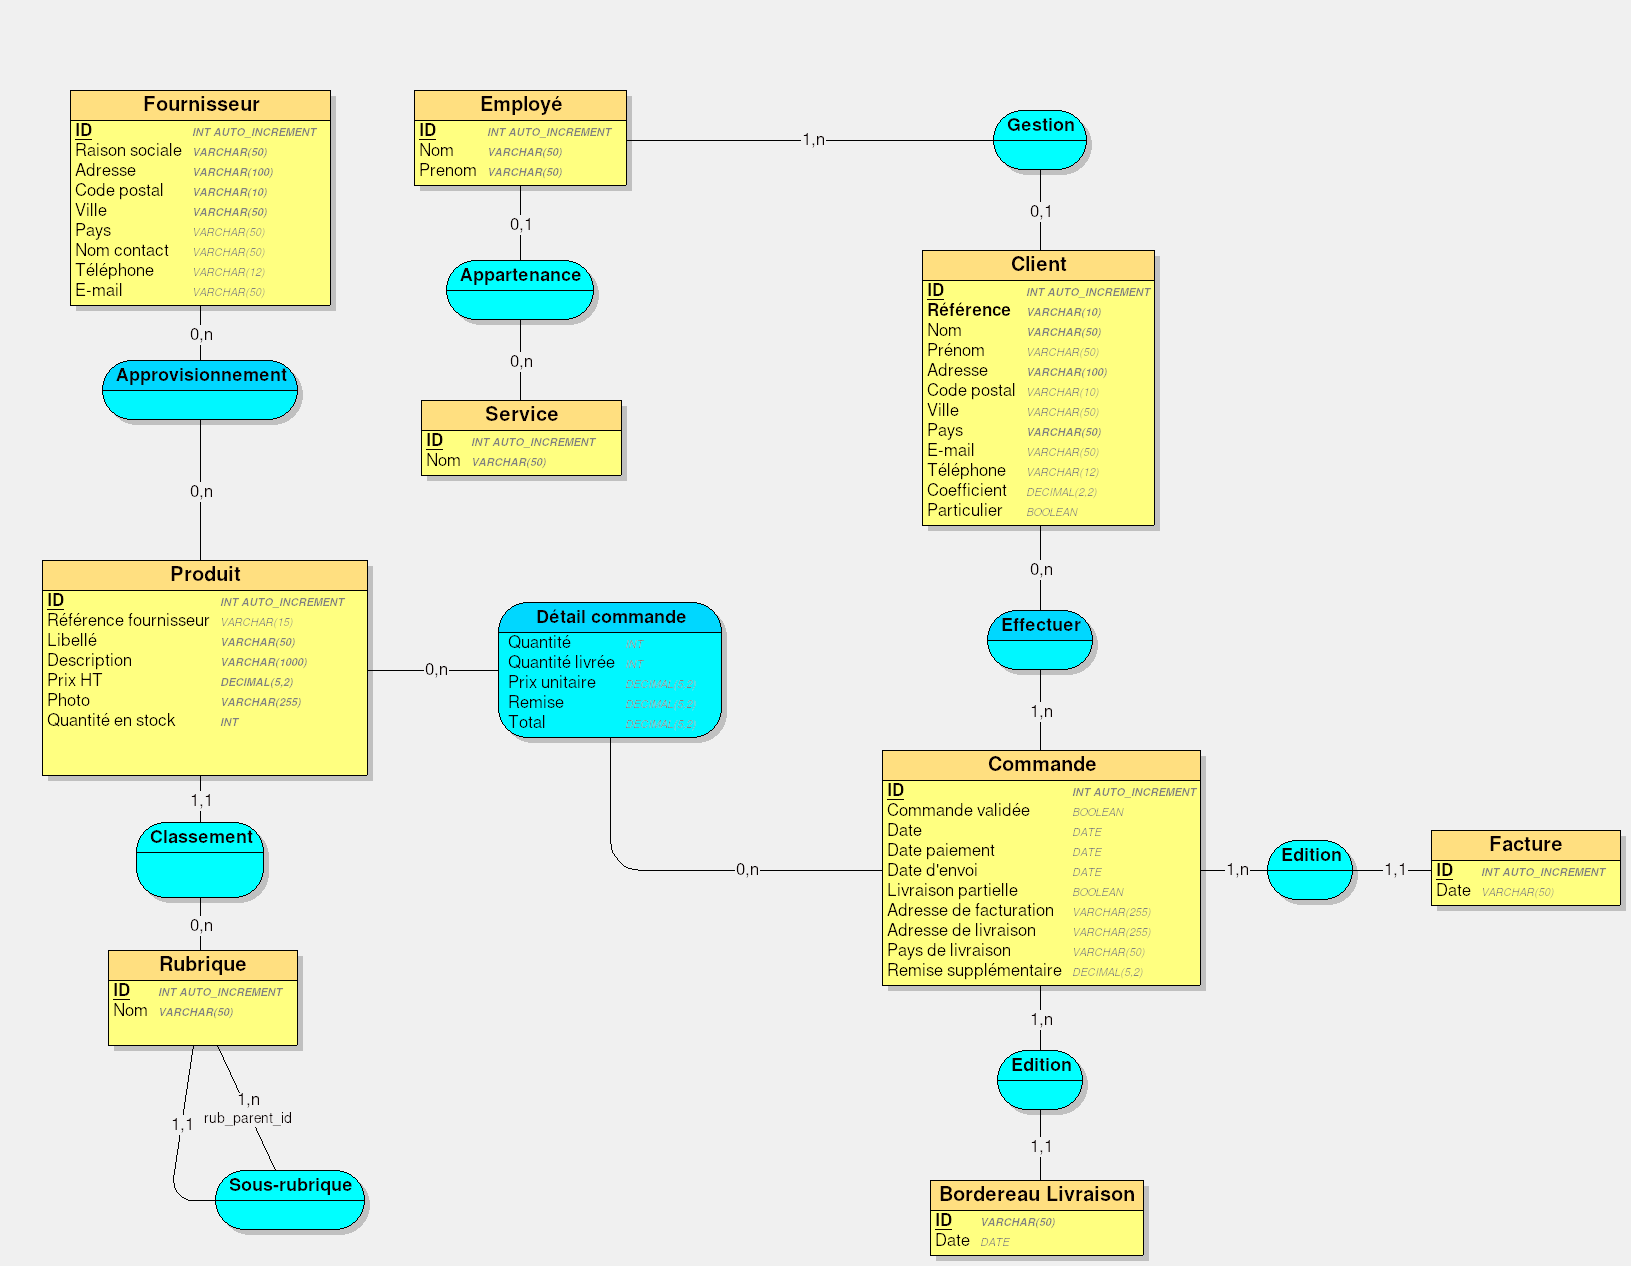 Fournisseur
ID INT AUTO_INCREMENT
Raison sociale VARCHAR(50)
Adresse VARCHAR(100)
Code postal VARCHAR(10)
Ville VARCHAR(50)
Pays VARCHAR(50)
Nom contact VARCHAR(50)
Téléphone VARCHAR(12)
E-mail VARCHAR(50)
0,n
Approvisionnement
0,n
Employé
ID INT AUTO_INCREMENT
Nom VARCHAR(50)
Prenom VARCHAR(50)
0,1
Appartenance
0,n
Service
ID INT AUTO_INCREMENT
Nom VARCHAR(50)
1,n
Gestion
0,1
Client
ID INT AUTO_INCREMENT
Référence VARCHAR(10)
Nom VARCHAR(50)
Prénom VARCHAR(50)
Adresse VARCHAR(100)
Code postal VARCHAR(10)
Ville VARCHAR(50)
Pays VARCHAR(50)
E-mail VARCHAR(50)
Téléphone VARCHAR(12)
Coefficient DECIMAL(2,2)
Particulier BOOLEAN
0,n
Effectuer
1,n
Produit
ID INT AUTO_INCREMENT
Référence fournisseur VARCHAR(15)
Libellé VARCHAR(50)
Description VARCHAR(1000)
Prix HT DECIMAL(5,2)
Photo VARCHAR(255)
Quantité en stock INT
0,n
Détail commande
Quantité INT
Quantité livrée INT
Prix unitaire DECIMAL(5,2)
Remise DECIMAL(5,2)
Total DECIMAL(5,2)
0,n
Commande
ID INT AUTO_INCREMENT
Commande validée BOOLEAN
Date DATE
Date paiement DATE
Date d'envoi DATE
Livraison partielle BOOLEAN
Adresse de facturation VARCHAR(255)
Adresse de livraison VARCHAR(255)
Pays de livraison VARCHAR(50)
Remise supplémentaire DECIMAL(5,2)
1,n
Edition
1,1
Facture
ID INT AUTO_INCREMENT
Date VARCHAR(50)
1,1
Classement
0,n
Rubrique
ID INT AUTO_INCREMENT
Nom VARCHAR(50)
1,n
rub_parent_id
1,1
Sous-rubrique
1,n
Edition
1,1
Bordereau Livraison
ID VARCHAR(50)
Date DATE